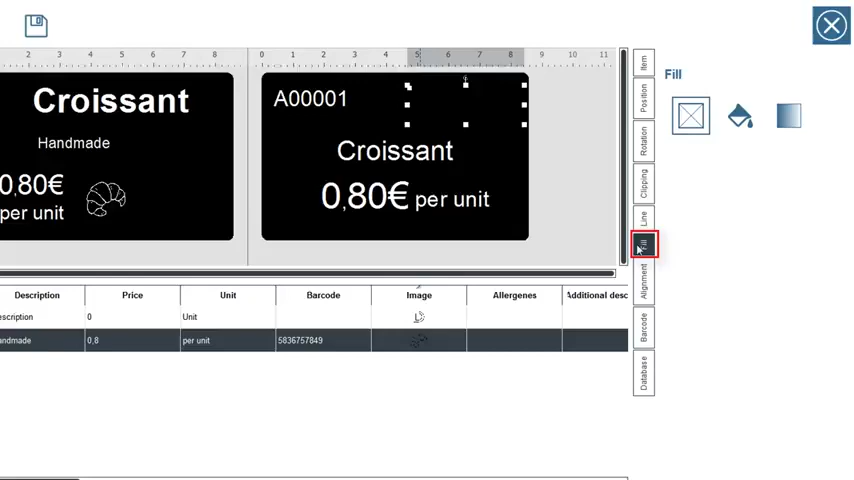 2 3 4 5 6 7 8 0 1 2 3 4 5 6 7 8 9 10 11
Croissant
Handmade
0,80€
per unit
A00001
Croissant
0,80€ per unit
Item
Position
Rotation
Clipping
Line
Fill
Alignment
Barcode
Database
Fill
Description Price Unit Barcode Image Allergenes Additional desc
escription 0 Unit
andmade 0,8 per unit 5836757849